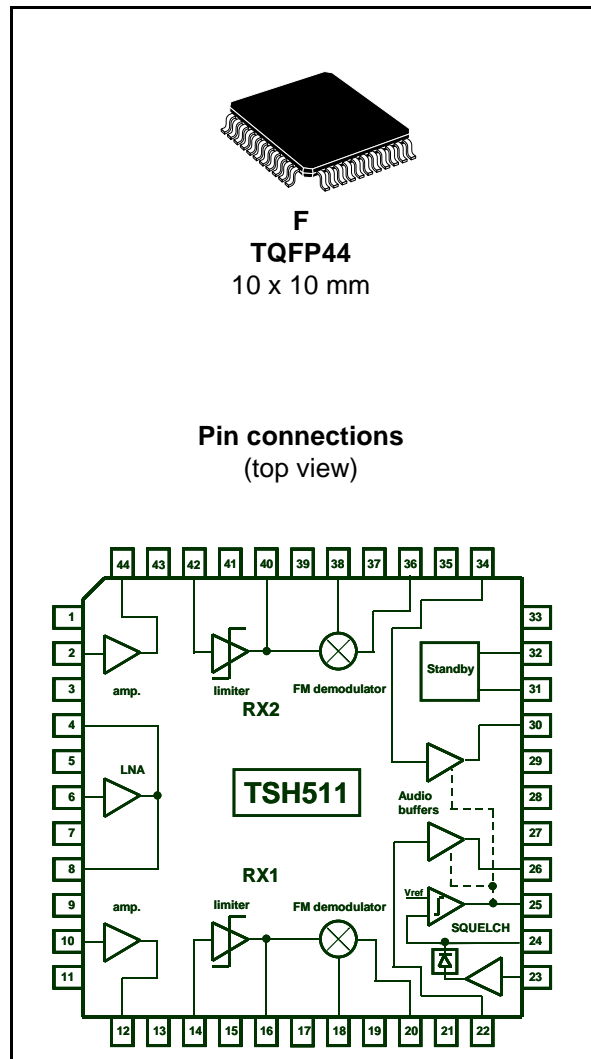 F
TQFP44
10 x 10 mm
Pin connections
(top view)
44 43 42 41 40 39 38 37 36 35 34
1
33
2
32
Standby
3
31
amp.
limiter
FM demodulator
RX2
4
30
5
29
LNA
6
28
TSH511
Audio
buffers
7
27
8
26
RX1
9
25
amp.
limiter
FM demodulator
Vref
SQUELCH
10
24
11
23
12 13 14 15 16 17 18 19 20 21 22